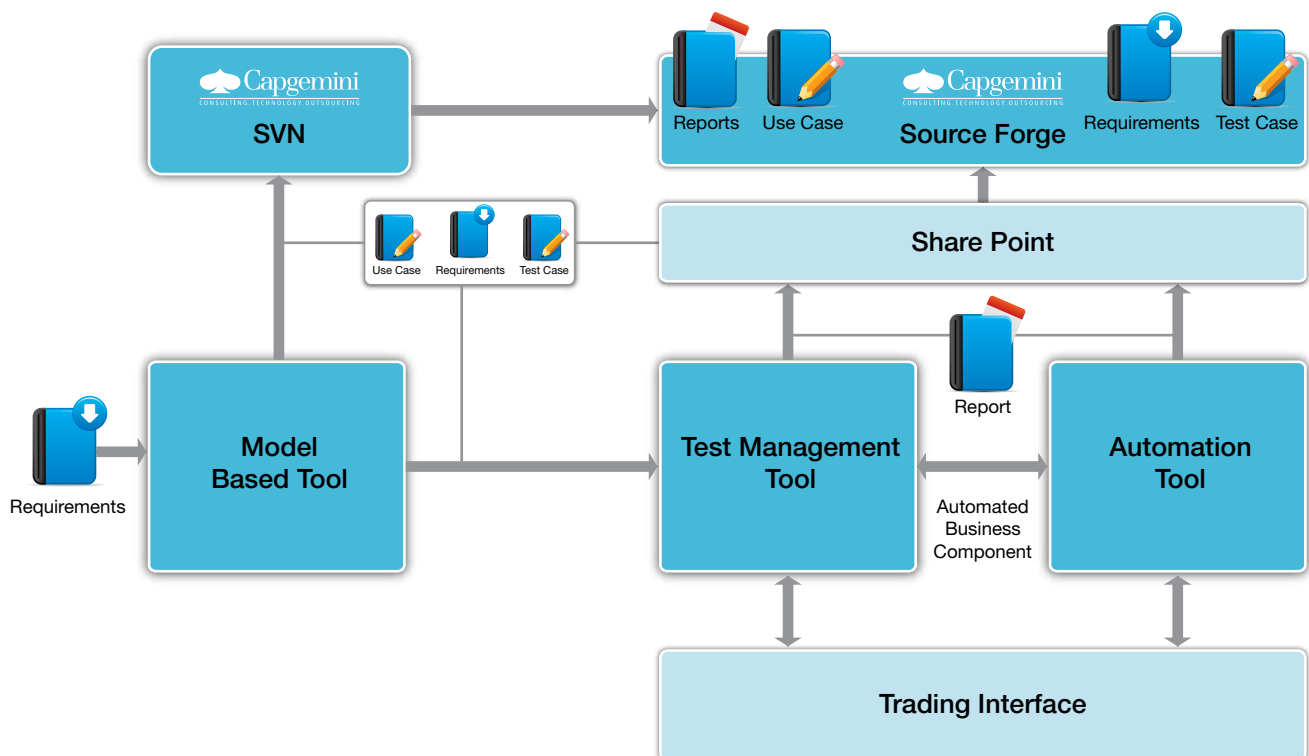 Capgemini
CONSULTING.TECHNOLOGY.OUTSOURCING
SVN
Capgemini
CONSULTING.TECHNOLOGY.OUTSOURCING
Reports
Use Case
Source Forge
Requirements
Test Case
Use Case
Requirements
Test Case
Share Point
Report
Requirements
Model
Based Tool
Test Management
Tool
Automated
Business
Component
Automation
Tool
Trading Interface